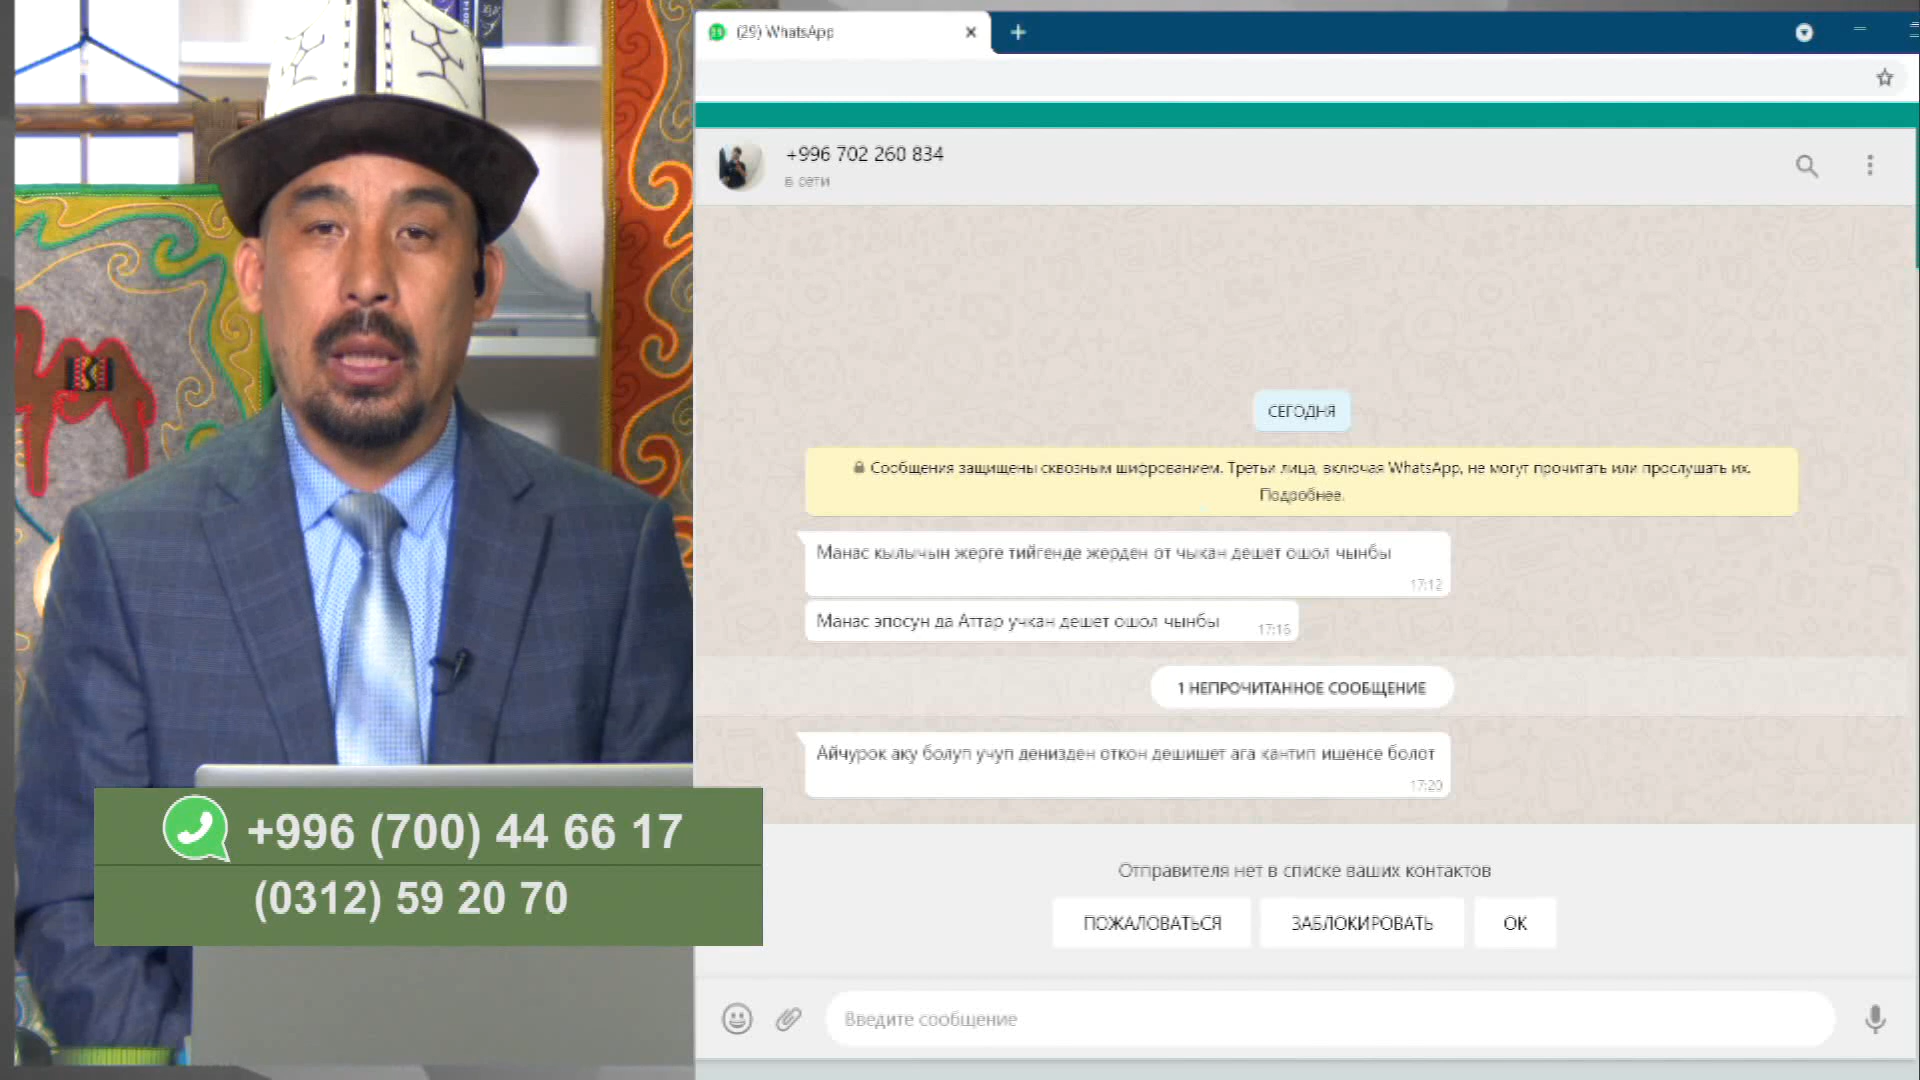 (29) WhatsApp
+996 702 260 834
в сети
СЕГОДНЯ
Сообщения защищены сквозным шифрованием. Третьи лица, включая WhatsApp, не могут прочитать или прослушать их.
Подробнее.
Манас кылычын жерге тийгенде жерден от чыкан дешет ошол чынбы
17:12
Манас эпосун да Аттар учкан дешет ошол чынбы
17:16
1 НЕПРОЧИТАННОЕ СООБЩЕНИЕ
Айчурок аку болуп учуп денизден откон дешишет ага кантип ишенсе болот
17:20
Отправителя нет в списке ваших контактов
ПОЖАЛОВАТЬСЯ ЗАБЛОКИРОВАТЬ ОК
Введите сообщение
+996 (700) 44 66 17
(0312) 59 20 70